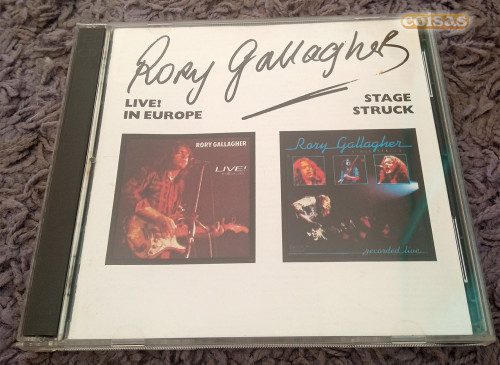 coisas
Rory Gallagher
LIVE!
IN EUROPE
STAGE
STRUCK
RORY GALLAGHER
LIVE!
Rory Gallagher
recorded live